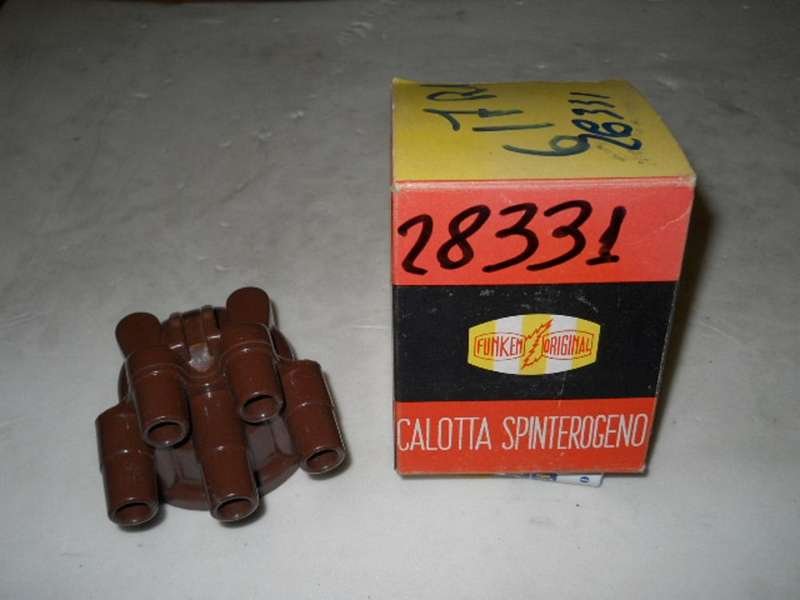 28331
28331
FUNKEN ORIGINAL
CALOTTA SPINTEROGENO